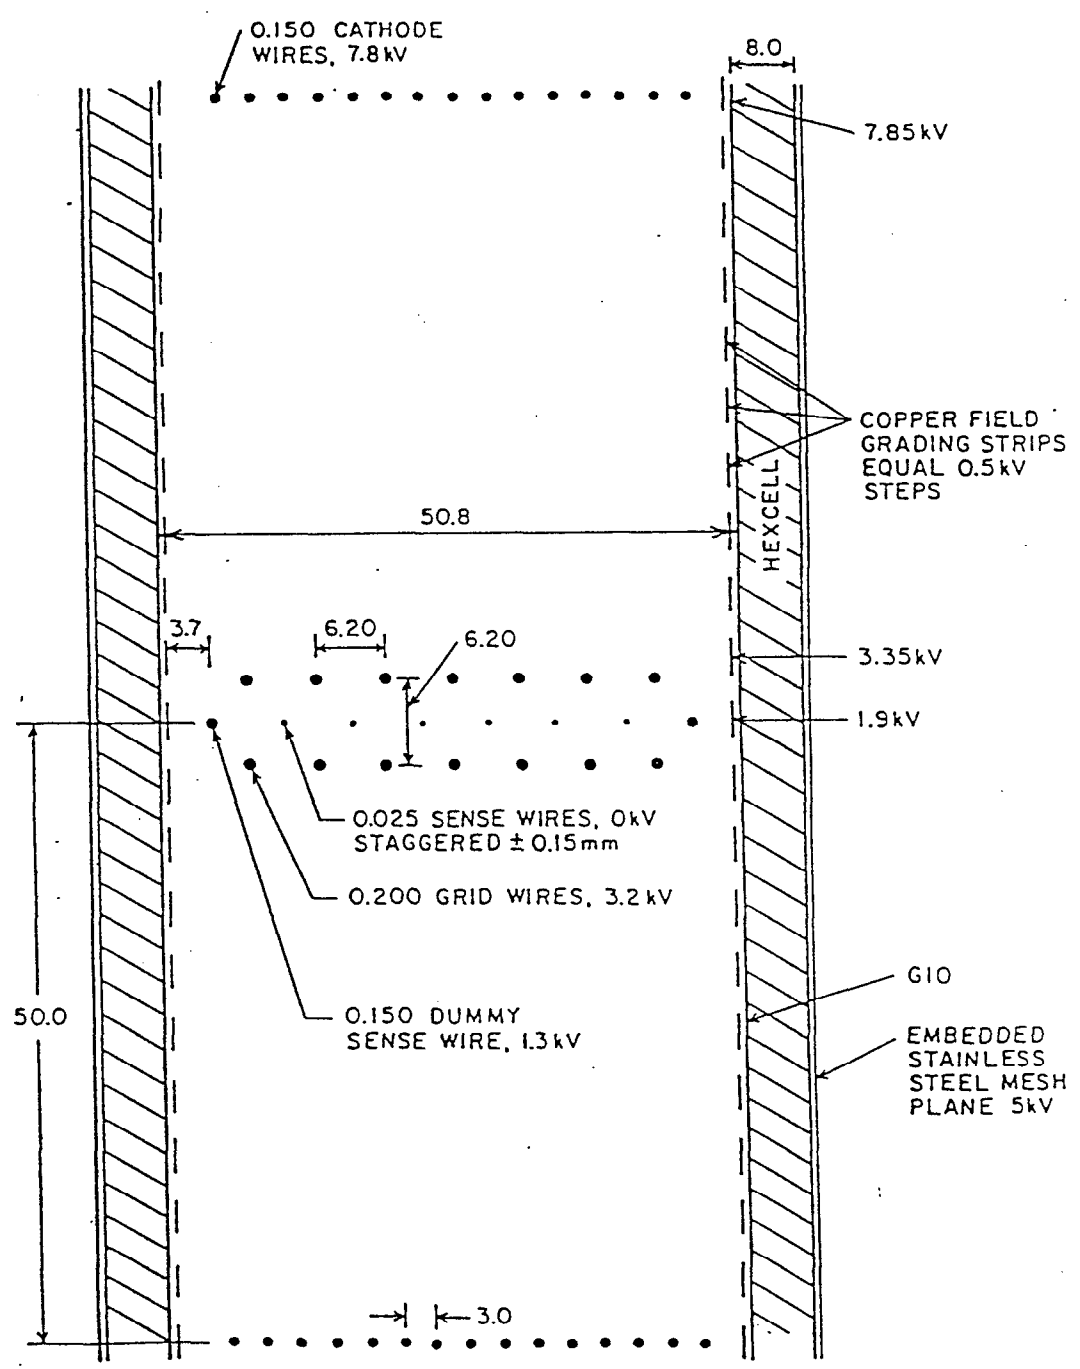 0.150 CATHODE
WIRES, 7.8kV
8.0
7.85kV
COPPER FIELD
GRADING STRIPS
EQUAL 0.5kV
STEPS
HEXCELL
50.8
3.7
6.20
6.20
3.35kV
1.9kV
0.025 SENSE WIRES, 0kV
STAGGERED ±0.15mm
0.200 GRID WIRES, 3.2kV
G10
50.0
0.150 DUMMY
SENSE WIRE, 1.3kV
EMBEDDED
STAINLESS
STEEL MESH
PLANE 5kV
3.0